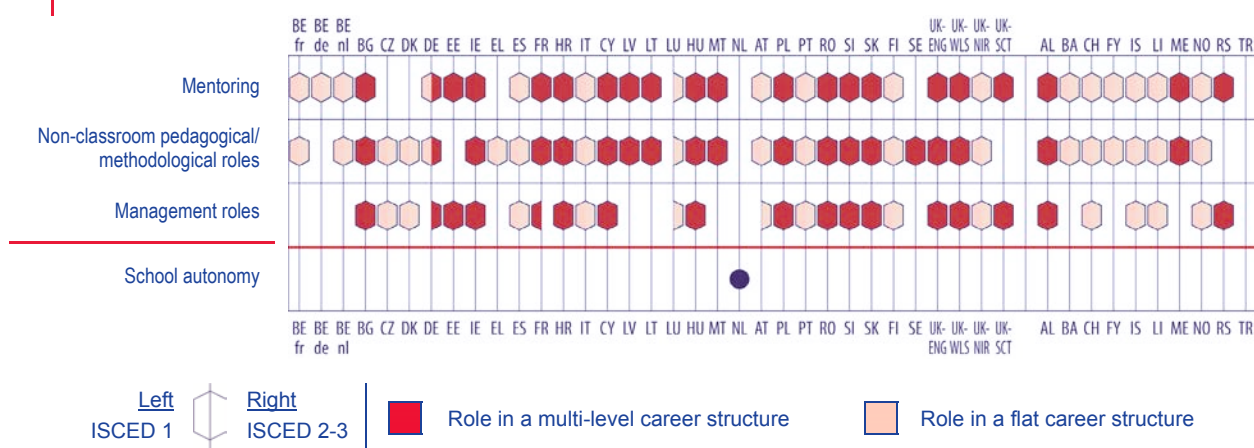 BE BE BE UK- UK- UK- UK-
fr de nl BG CZ DK DE EE IE EL ES FR HR IT CY LV LT LU HU MT NL AT PL PT RO SI SK FI SE ENG WLS NIR SCT AL BA CH FY IS LI ME NO RS TR
Mentoring
Non-classroom pedagogical/
methodological roles
Management roles
School autonomy
BE BE BE BG CZ DK DE EE IE EL ES FR HR IT CY LV LT LU HU MT NL AT PL PT RO SI SK FI SE UK- UK- UK- UK- AL BA CH FY IS LI ME NO RS TR
fr de nl ENG WLS NIR SCT
Left Right
ISCED 1 ISCED 2-3
Role in a multi-level career structure
Role in a flat career structure